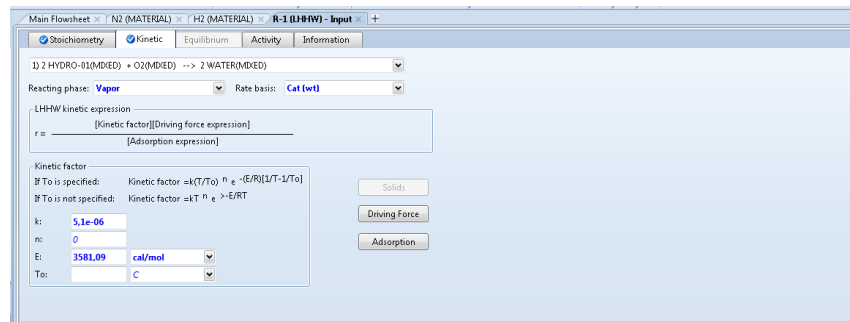 Main Flowsheet × N2 (MATERIAL) × H2 (MATERIAL) × R-1 (LHHW) - Input × +
Stoichiometry Kinetic Equilibrium Activity Information
1) 2 HYDRO-01(MIXED) + O2(MIXED) --> 2 WATER(MIXED)
Reacting phase: Vapor Rate basis: Cat (wt)
LHHW kinetic expression
[Kinetic factor][Driving force expression]
r =
[Adsorption expression]
Kinetic factor
If To is specified: Kinetic factor =k(T/To) n e -(E/R)[1/T-1/To]
If To is not specified: Kinetic factor =kT n e >-E/RT
Solids
Driving Force
Adsorption
k: 5,1e-06
n: 0
E: 3581,09 cal/mol
To: C